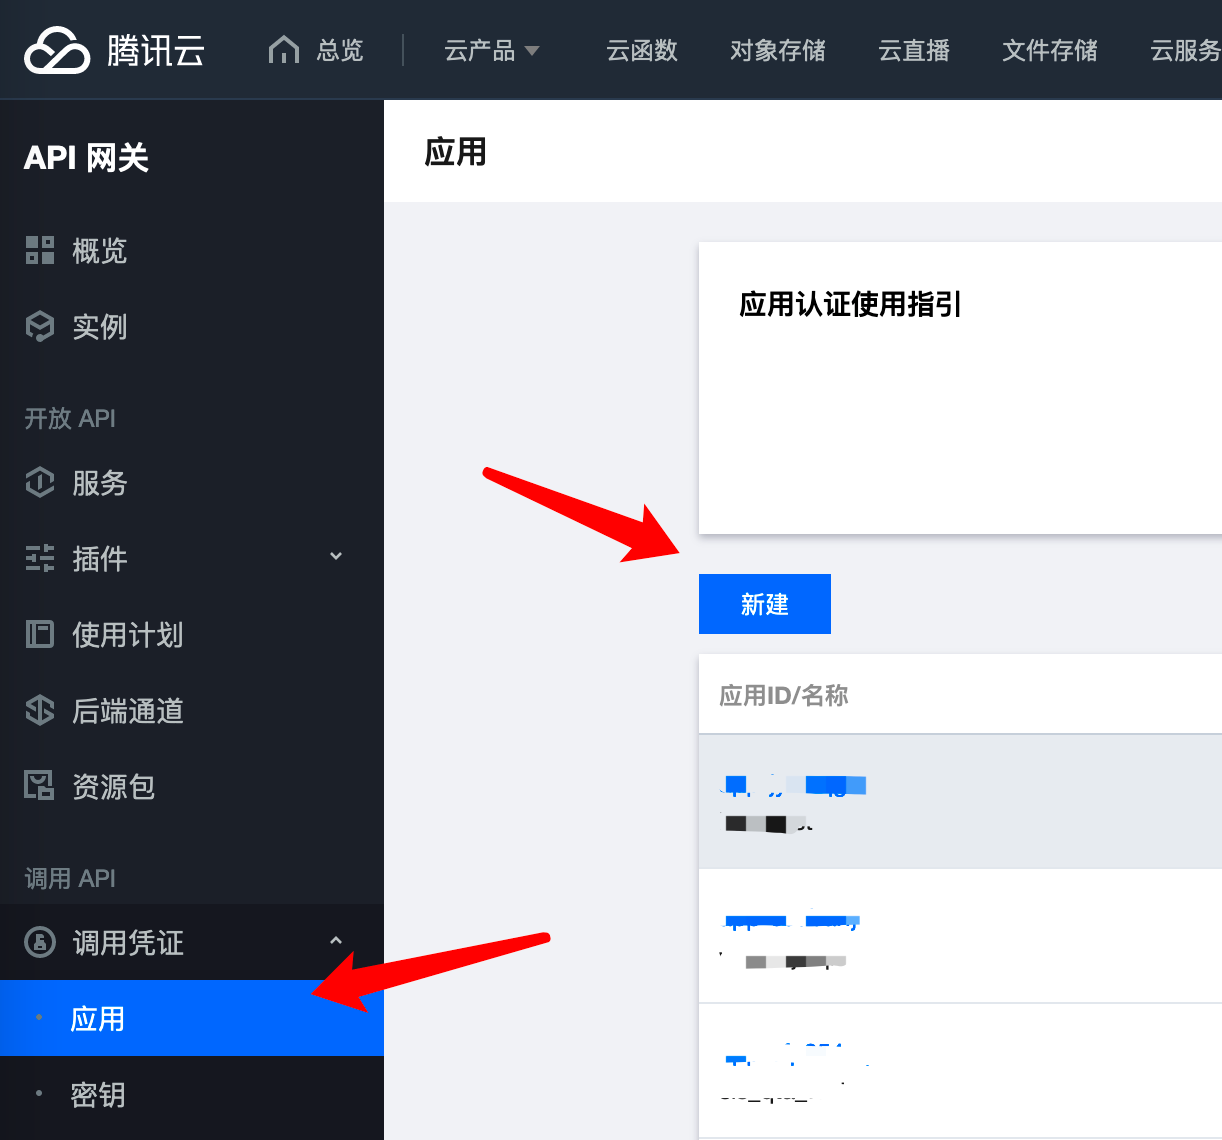 腾讯云
总览
云产品
云函数
对象存储
云直播
文件存储
云服务
API 网关
概览
实例
开放 API
服务
插件
使用计划
后端通道
资源包
调用 API
调用凭证
应用
密钥
应用
应用认证使用指引
新建
应用ID/名称